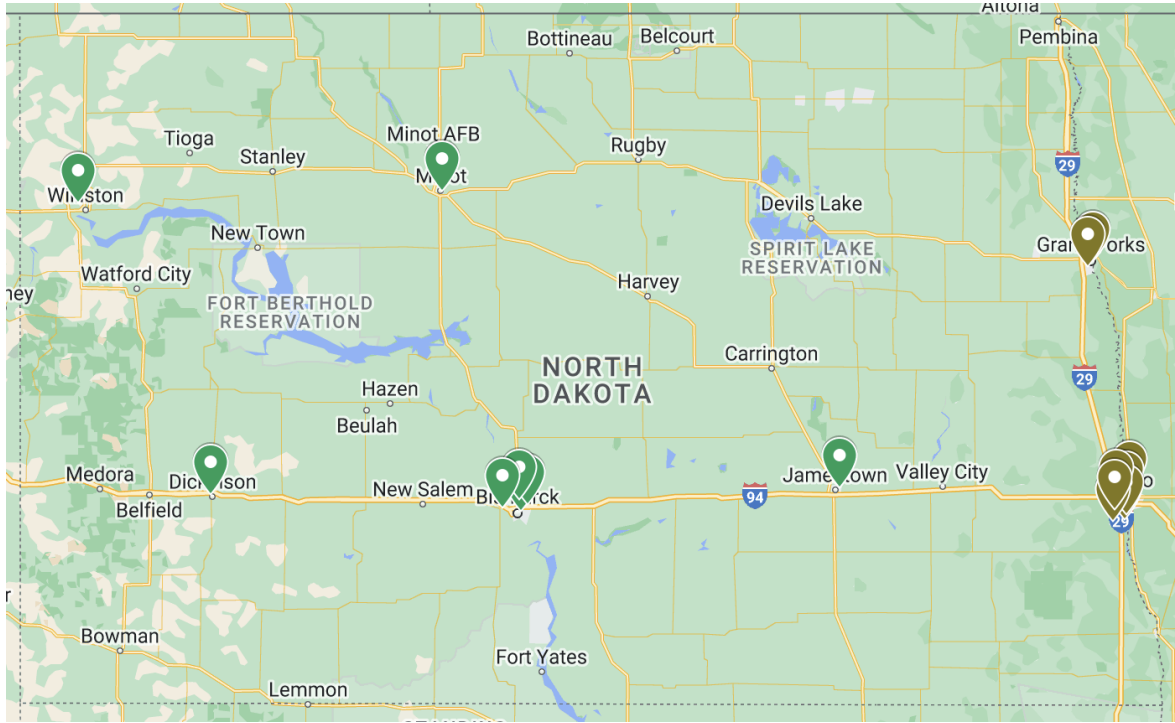 Altona
Pembina
Bottineau
Belcourt
Minot AFB
Tioga
Stanley
Rugby
29
Devils Lake
New Town
Watford City
SPIRIT LAKE
RESERVATION
Harvey
FORT BERTHOLD
RESERVATION
Carrington
NORTH
DAKOTA
29
Hazen
Beulah
Medora
Belfield
New Salem
94
Valley City
29
Bowman
Fort Yates
Lemmon